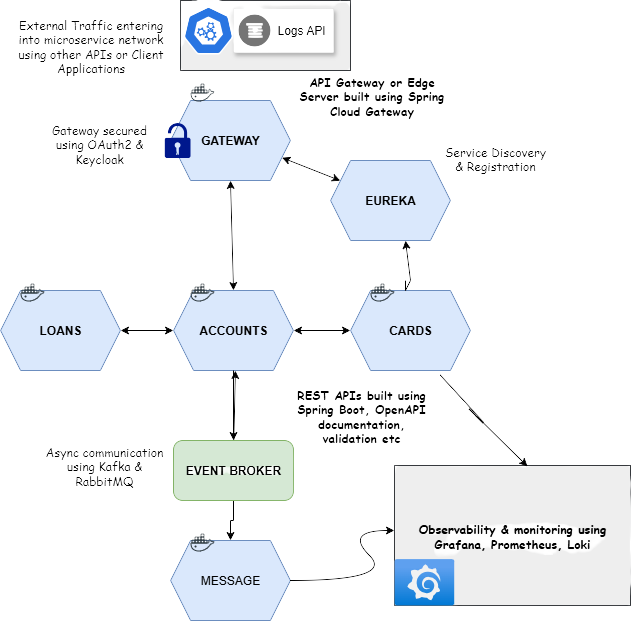 External Traffic entering
into microservice network
using other APIs or Client
Applications
Logs API
API Gateway or Edge
Server built using Spring
Cloud Gateway
GATEWAY
Gateway secured
using OAuth2 &
Keycloak
Service Discovery
& Registration
EUREKA
LOANS
ACCOUNTS
CARDS
REST APIs built using
Spring Boot, OpenAPI
documentation,
validation etc
Async communication
using Kafka &
RabbitMQ
EVENT BROKER
Observability & monitoring using
Grafana, Prometheus, Loki
MESSAGE